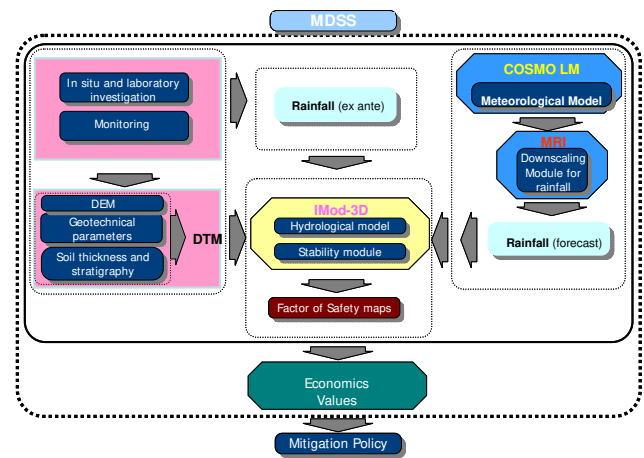 MDSS
In situ and laboratory
investigation
Monitoring
Rainfall (ex ante)
COSMO LM
Meteorological Model
MRI
Downscaling
Module for
rainfall
Rainfall (forecast)
DEM
Geotechnical
parameters
Soil thickness and
stratigraphy
DTM
IMod-3D
Hydrological model
Stability module
Factor of Safety maps
Economics
Values
Mitigation Policy